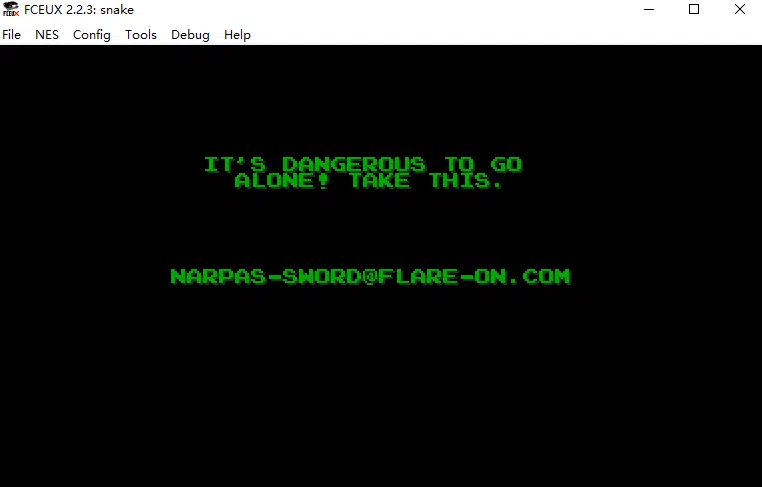 FCEUX 2.2.3: snake
File NES Config Tools Debug Help
IT'S DANGEROUS TO GO
ALONE! TAKE THIS.
NARPAS-SWORD@FLARE-ON.COM